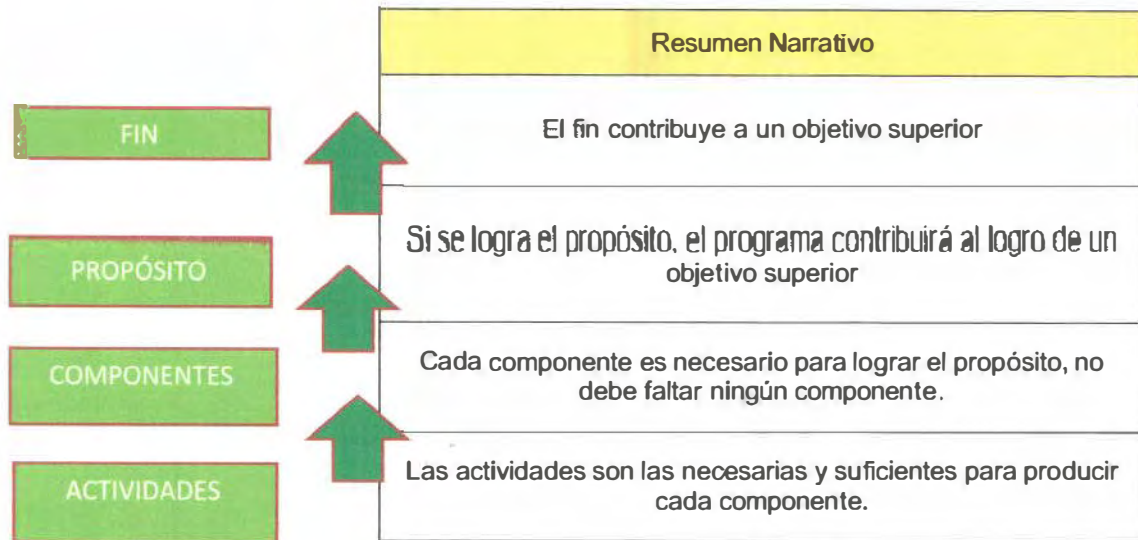 Resumen Narrativo
FIN
El fin contribuye a un objetivo superior
PROPÓSITO
Si se logra el propósito, el programa contribuirá al logro de un
objetivo superior
COMPONENTES
Cada componente es necesario para lograr el propósito, no
debe faltar ningún componente.
ACTIVIDADES
Las actividades son las necesarias y suficientes para producir
cada componente.